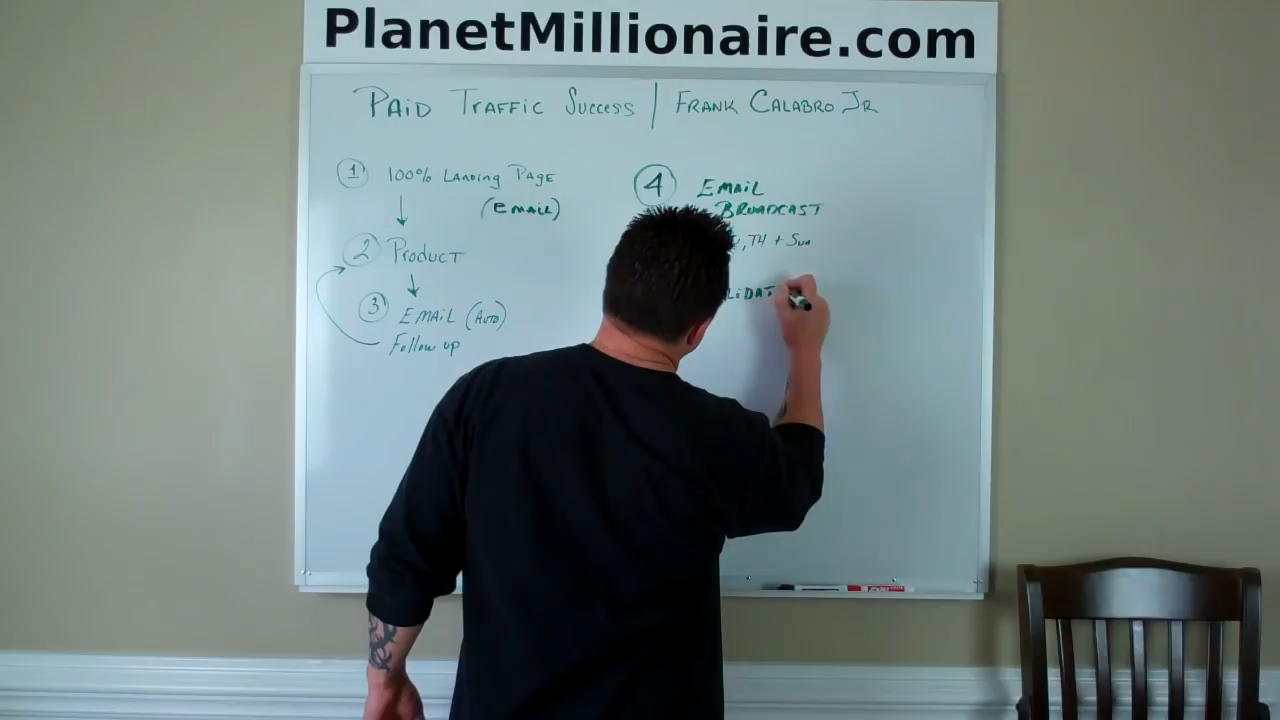 PlanetMillionaire.com
PAID TRAFFIC SUCCESS | FRANK CALABRO JR
1 100% LANDING PAGE
(EMAIL)
2 PRODUCT
3 EMAIL (AUTO)
Follow up
4 EMAIL
BROADCAST
, TH + Sun
LIDAT